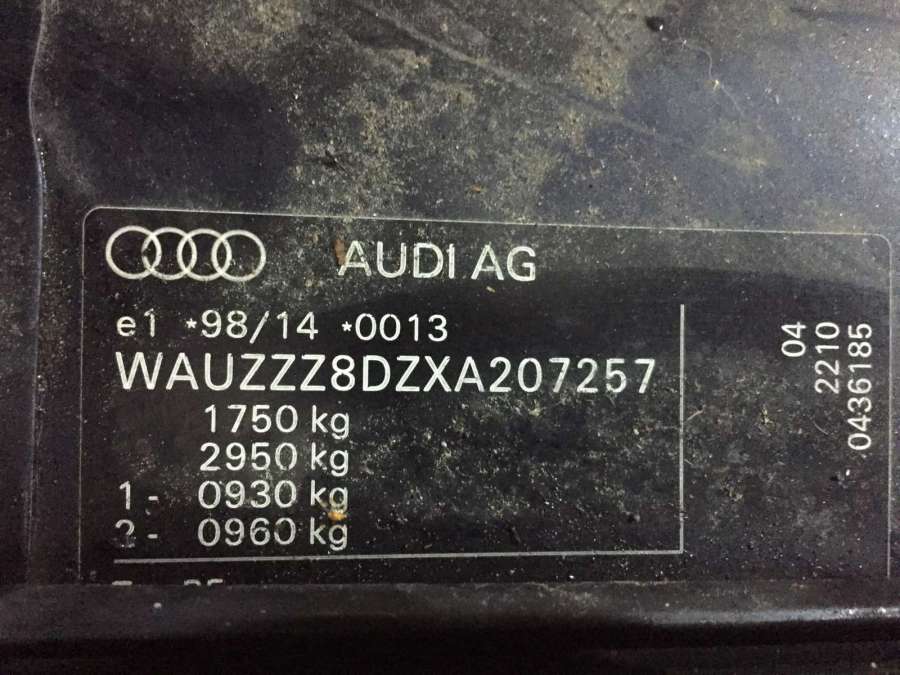 AUDI AG
e1 *98/14 *0013
WAUZZZ8DZXA207257
1750 kg
2950 kg
1- 0930 kg
2- 0960 kg
04
2210
0436185